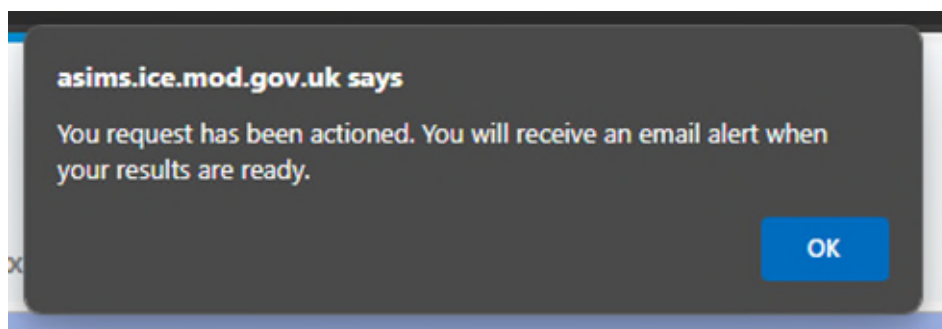 asims.ice.mod.gov.uk says
You request has been actioned. You will receive an email alert when
your results are ready.
OK
x